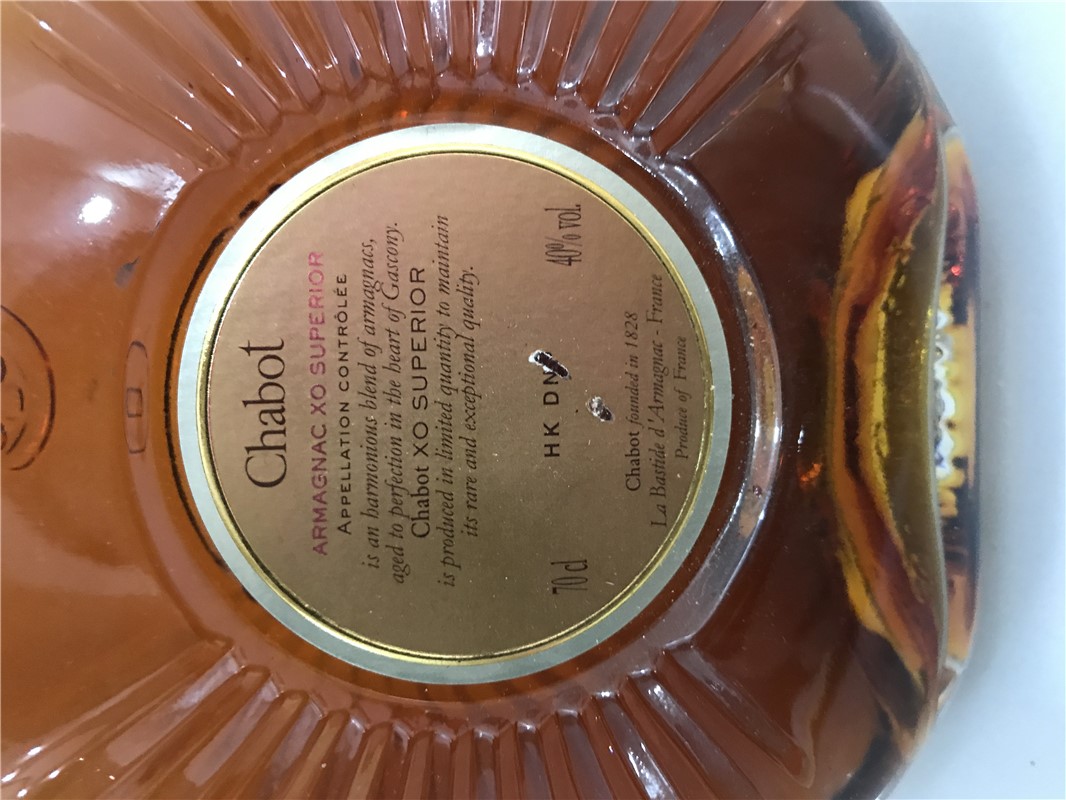 Chabot
ARMAGNAC XO SUPERIOR
APPELLATION CONTRÔLÉE
is an harmonious blend of armagnacs,
aged to perfection in the heart of Gascony.
Chabot XO SUPERIOR
is produced in limited quantity to maintain
its rare and exceptional quality.
HK DN
70 cl 40% vol.
Chabot founded in 1828
La Bastide d'Armagnac - France
Produce of France